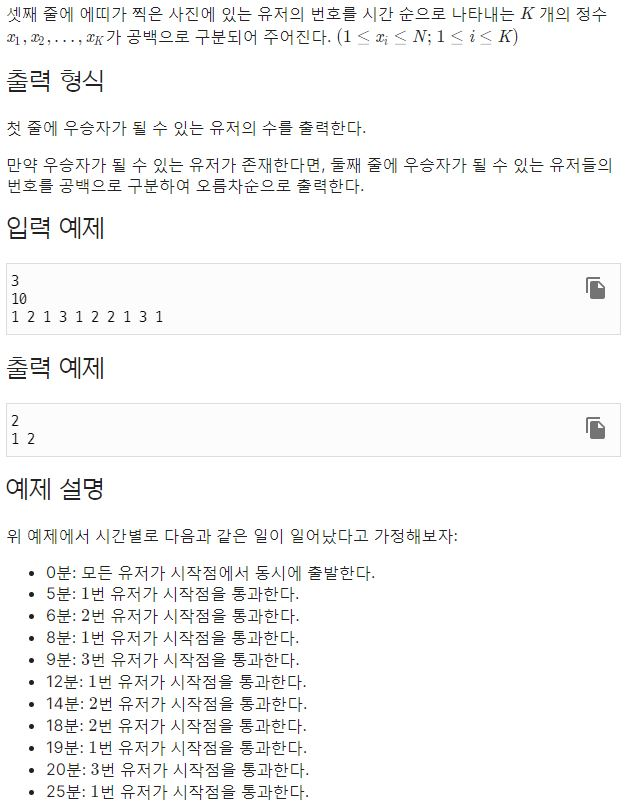 셋째 줄에 에띠가 찍은 사진에 있는 유저의 번호를 시간 순으로 나타내는 K 개의 정수
x₁, x₂, . . . , x_K가 공백으로 구분되어 주어진다. (1 ≤ xᵢ ≤ N; 1 ≤ i ≤ K)
출력 형식
첫 줄에 우승자가 될 수 있는 유저의 수를 출력한다.
만약 우승자가 될 수 있는 유저가 존재한다면, 둘째 줄에 우승자가 될 수 있는 유저들의
번호를 공백으로 구분하여 오름차순으로 출력한다.
입력 예제
3
10
1 2 1 3 1 2 2 1 3 1
출력 예제
2
1 2
예제 설명
위 예제에서 시간별로 다음과 같은 일이 일어났다고 가정해보자:
• 0분: 모든 유저가 시작점에서 동시에 출발한다.
• 5분: 1번 유저가 시작점을 통과한다.
• 6분: 2번 유저가 시작점을 통과한다.
• 8분: 1번 유저가 시작점을 통과한다.
• 9분: 3번 유저가 시작점을 통과한다.
• 12분: 1번 유저가 시작점을 통과한다.
• 14분: 2번 유저가 시작점을 통과한다.
• 18분: 2번 유저가 시작점을 통과한다.
• 19분: 1번 유저가 시작점을 통과한다.
• 20분: 3번 유저가 시작점을 통과한다.
• 25분: 1번 유저가 시작점을 통과한다.